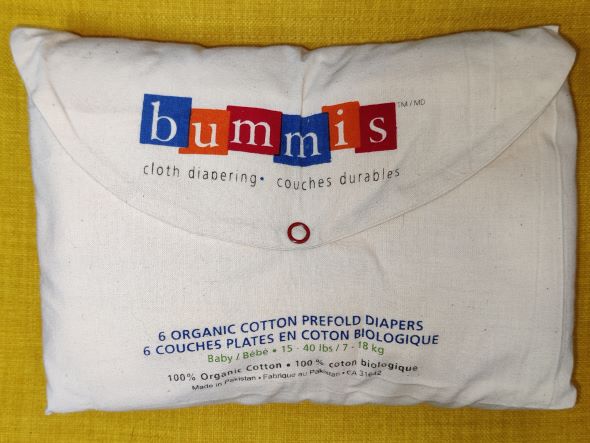 bummis TM/MD
cloth diapering • couches durables
6 ORGANIC COTTON PREFOLD DIAPERS
6 COUCHES PLATES EN COTON BIOLOGIQUE
Baby / Bébé • 15 - 40 lbs / 7 - 18 kg
100% Organic Cotton • 100% coton biologique
Made in Pakistan • Fabriqué au Pakistan • CA 31642